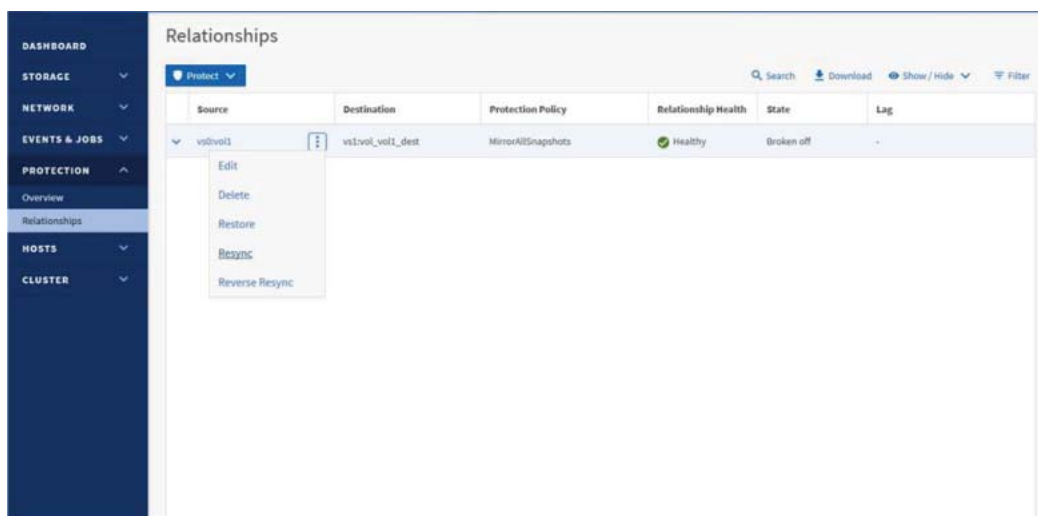 Relationships
DASHBOARD
STORAGE
NETWORK
EVENTS & JOBS
PROTECTION
Overview
Relationships
HOSTS
CLUSTER
Protect
Search Download Show / Hide Filter
Source Destination Protection Policy Relationship Health State Lag
vs0:vol1 vs1:vol_vol1_dest MirrorAllSnapshots Healthy Broken off -
Edit
Delete
Restore
Resync
Reverse Resync